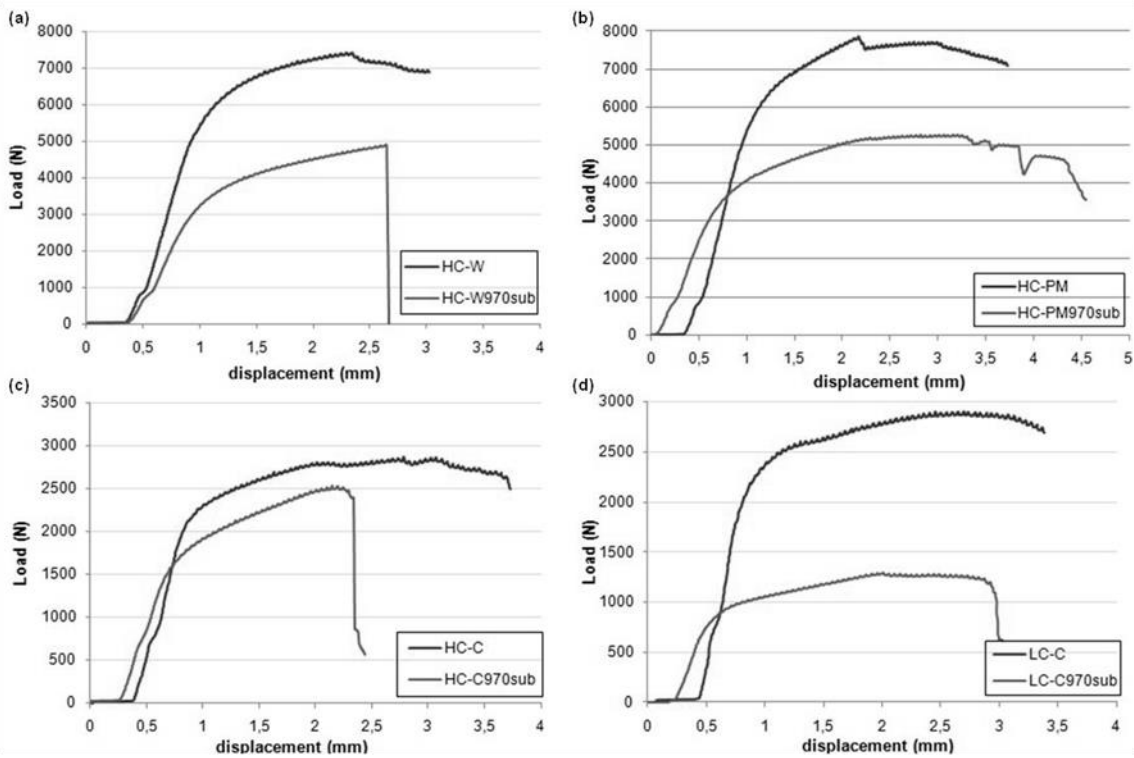 (a)
8000
7000
6000
5000
4000
3000
2000
1000
0
Load (N)
0 0,5 1 1,5 2 2,5 3 3,5 4
displacement (mm)
HC-W
HC-W970sub
(b)
9000
8000
7000
6000
5000
4000
3000
2000
1000
0
Load (N)
0 0,5 1 1,5 2 2,5 3 3,5 4 4,5 5
displacement (mm)
HC-PM
HC-PM970sub
(c)
3500
3000
2500
2000
1500
1000
500
0
Load (N)
0 0,5 1 1,5 2 2,5 3 3,5 4
displacement (mm)
HC-C
HC-C970sub
(d)
3000
2500
2000
1500
1000
500
0
Load (N)
0 0,5 1 1,5 2 2,5 3 3,5 4
displacement (mm)
LC-C
LC-C970sub